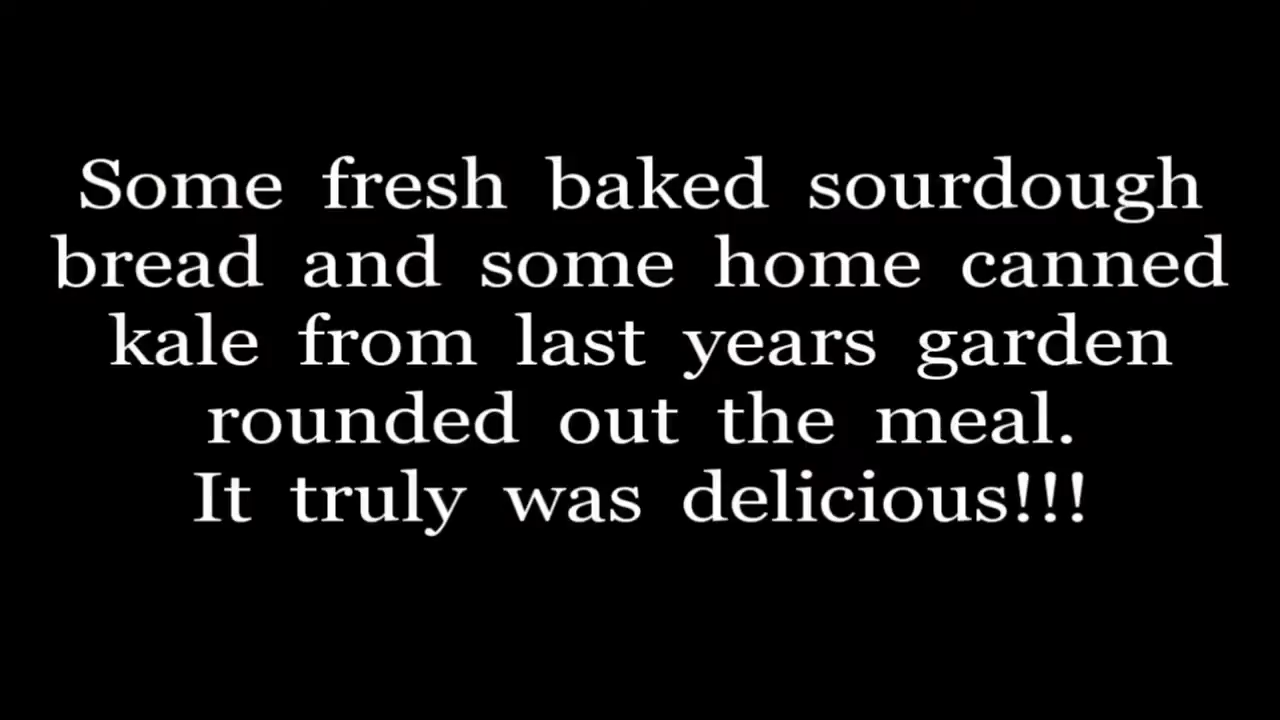 Some fresh baked sourdough
bread and some home canned
kale from last years garden
rounded out the meal.
It truly was delicious!!!